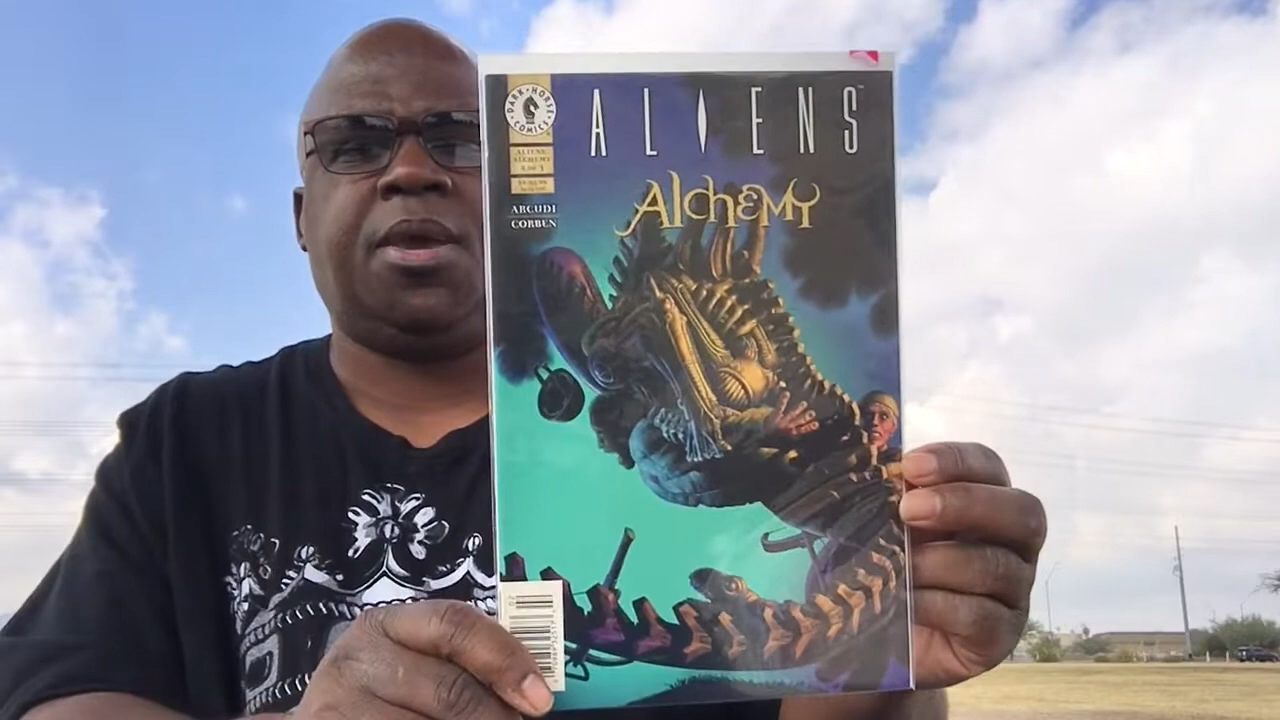 DARK HORSE COMICS
ALIENS
ALIENS
ALCHEMY
ARCUDI
CORBEN
AlchEMY